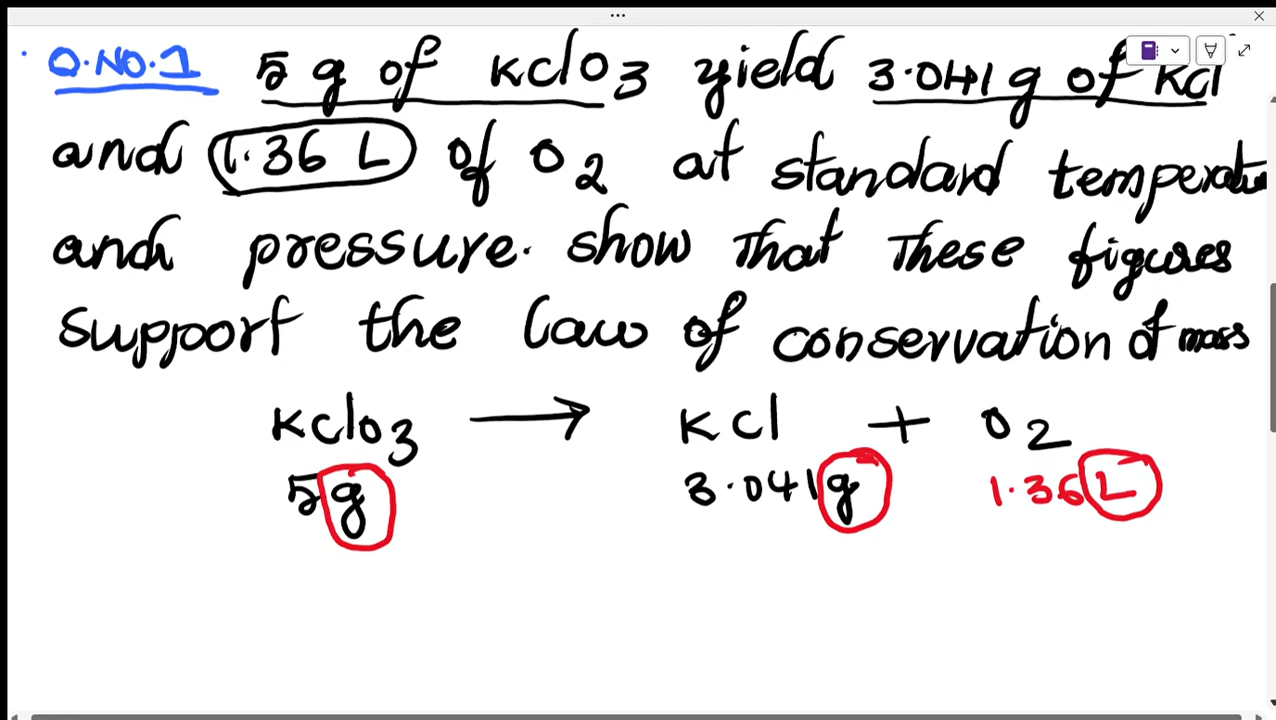 Q.NO.1 5 g of KClO3 yield 3.041 g of KCl
and 1.36 L of O2 at standard temperature
and pressure. show that these figures
support the law of conservation of mass
KClO3 → KCl + O2
5g 3.041g 1.36L